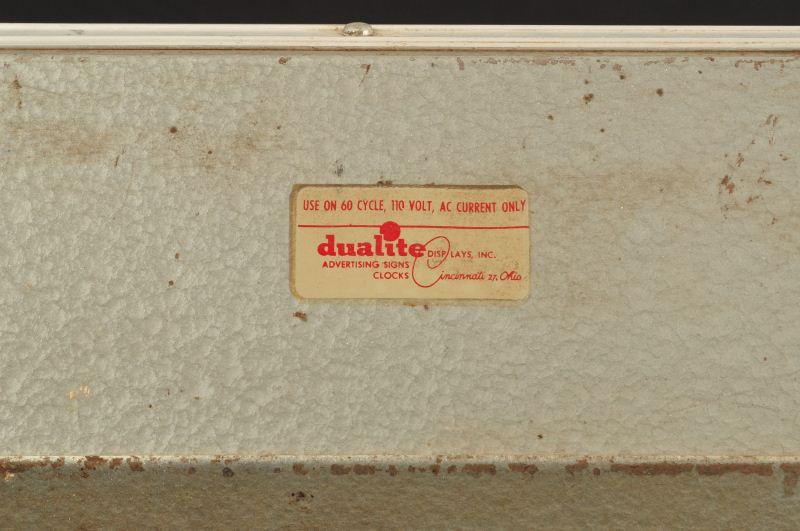 USE ON 60 CYCLE, 110 VOLT, AC CURRENT ONLY
dualite DISPLAYS, INC.
ADVERTISING SIGNS
CLOCKS Cincinnati 27, Ohio